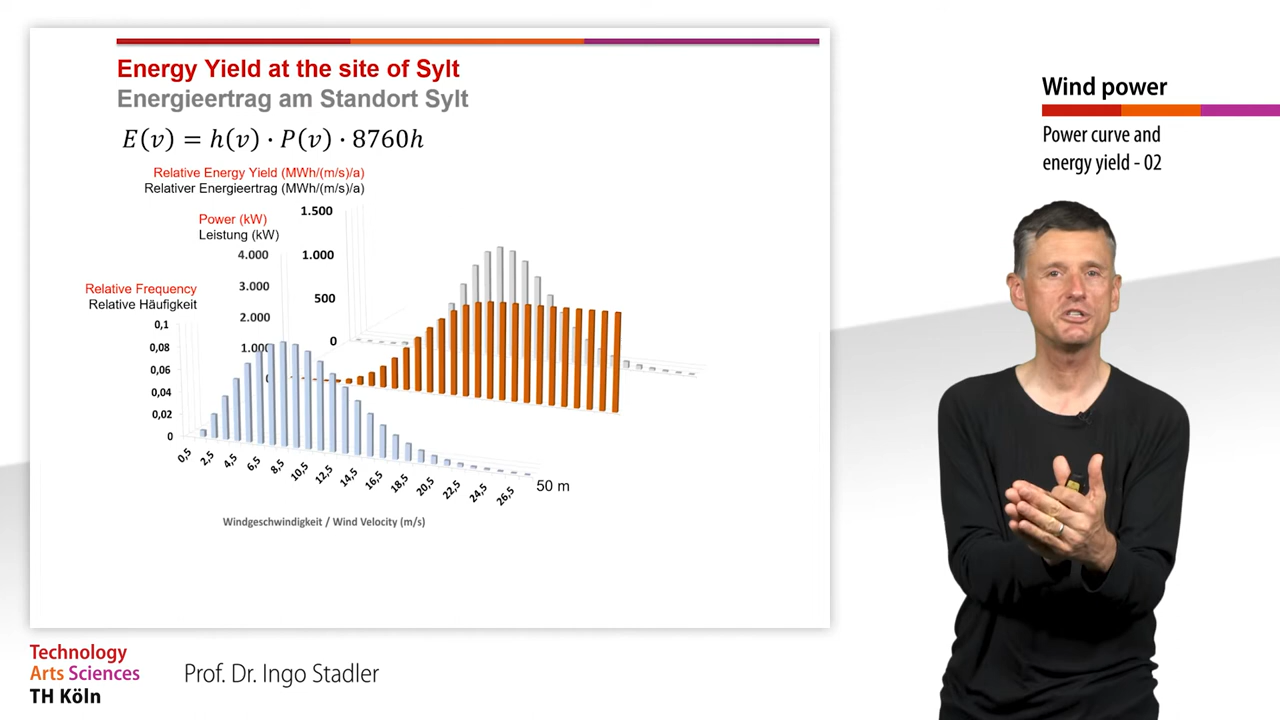 Energy Yield at the site of Sylt
Energieertrag am Standort Sylt
E(v) = h(v) · P(v) · 8760h
Relative Energy Yield (MWh/(m/s)/a)
Relativer Energieertrag (MWh/(m/s)/a)
1.500
Power (kW)
Leistung (kW)
4.000
1.000
Relative Frequency
Relative Häufigkeit
3.000
500
0,1
2.000
0
0,08
1.000
0,06
0
0,04
0,02
0
0,5
2,5
4,5
6,5
8,5
10,5
12,5
14,5
16,5
18,5
20,5
22,5
24,5
26,5
50 m
Windgeschwindigkeit / Wind Velocity (m/s)
Wind power
Power curve and
energy yield - 02
Technology
Arts Sciences
TH Köln
Prof. Dr. Ingo Stadler